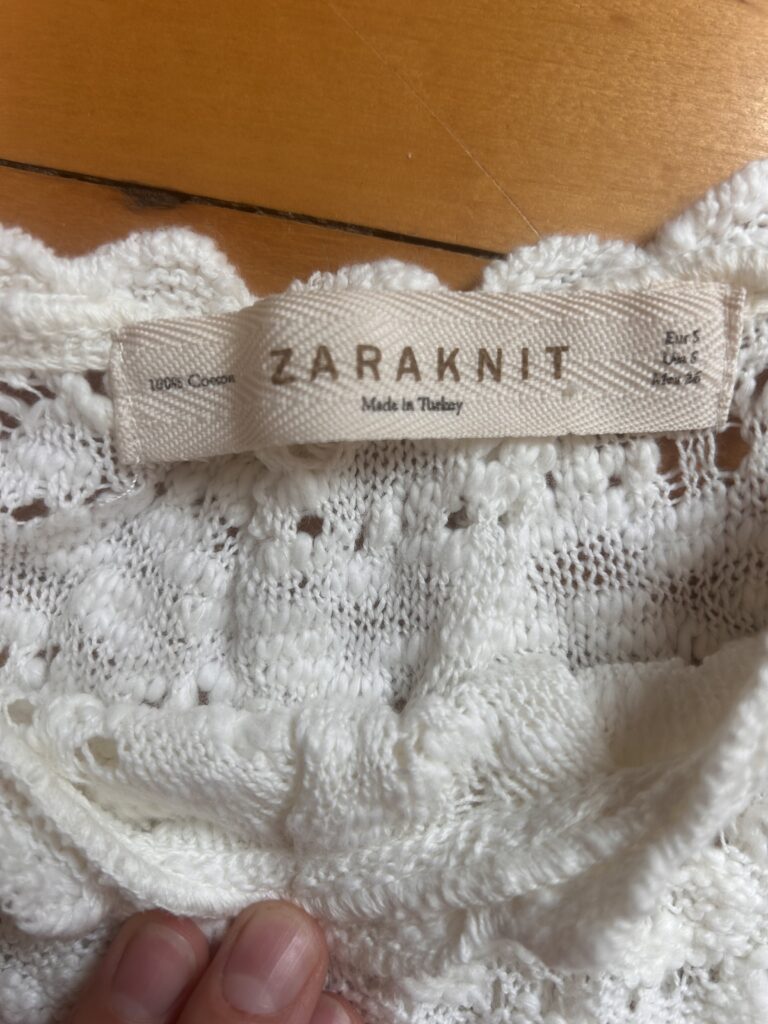 100% Cotton
ZARAKNIT
Made in Turkey
Eur S
Usa S
Mex 26